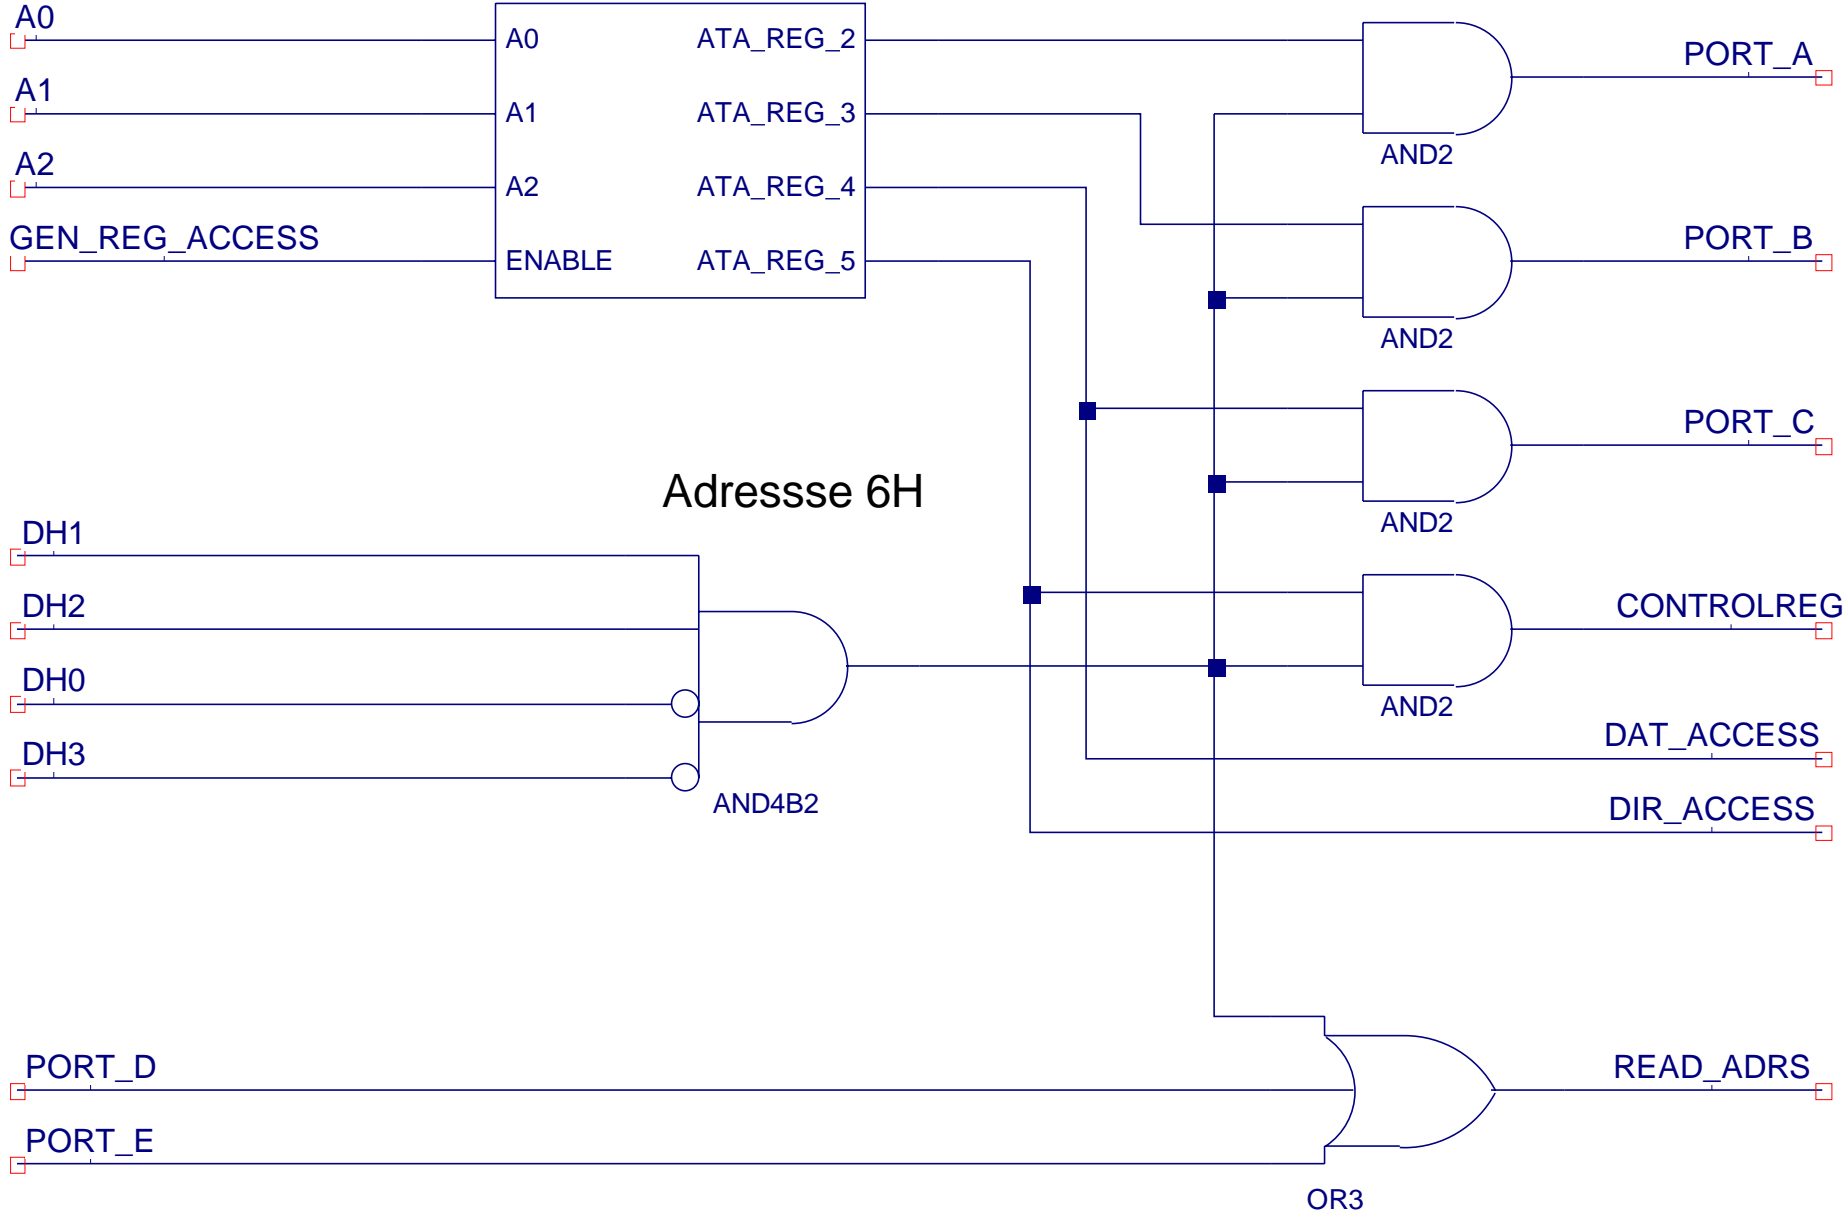 A0
A0
ATA_REG_2
PORT_A
A1
A1
ATA_REG_3
AND2
A2
A2
ATA_REG_4
GEN_REG_ACCESS
ENABLE
ATA_REG_5
PORT_B
AND2
PORT_C
Adressse 6H
AND2
DH1
DH2
CONTROLREG
DH0
AND2
DH3
DAT_ACCESS
AND4B2
DIR_ACCESS
PORT_D
READ_ADRS
PORT_E
OR3